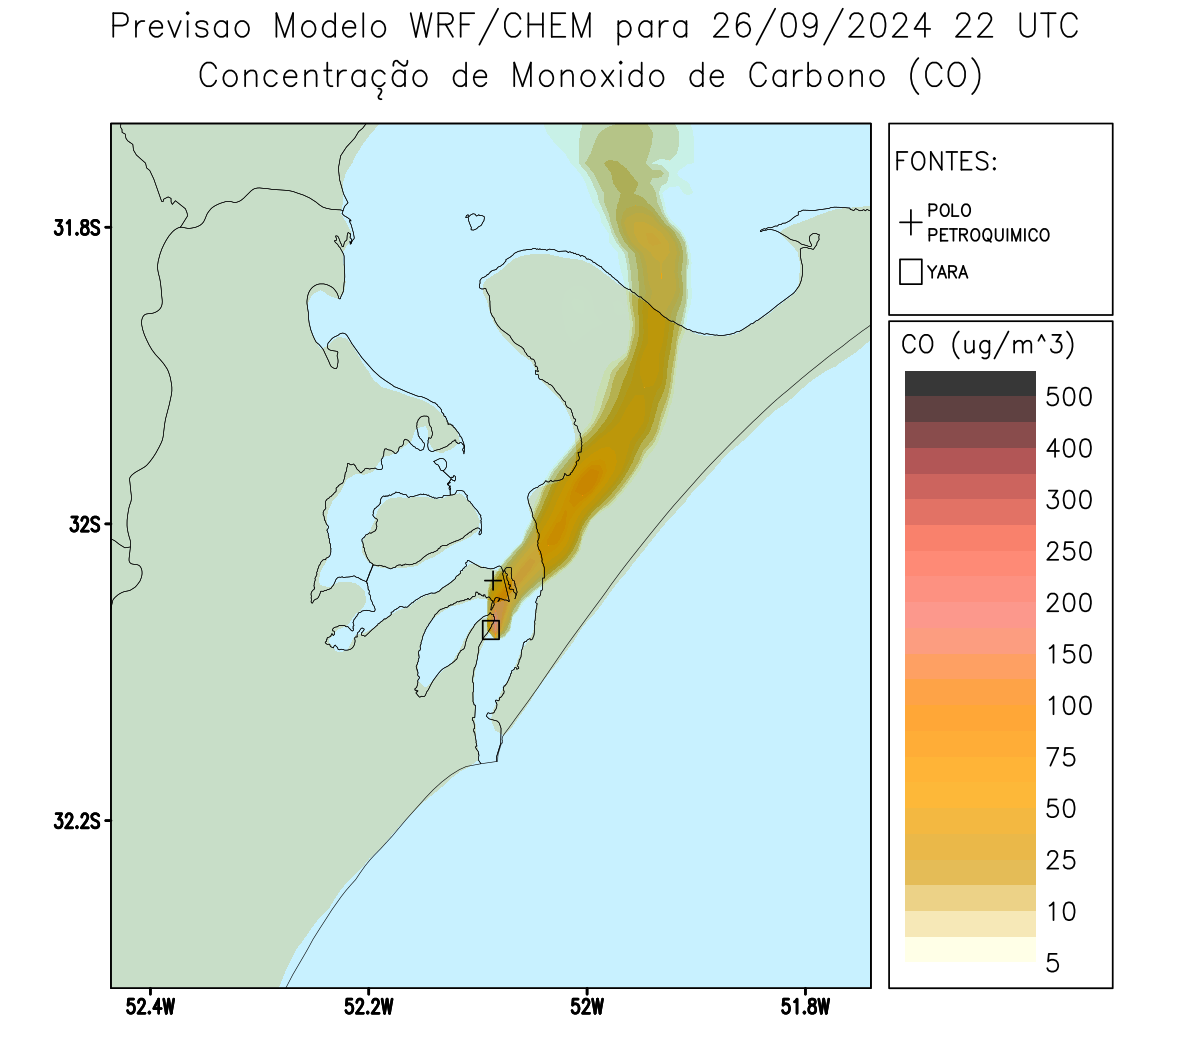 Previsao Modelo WRF/CHEM para 26/09/2024 22 UTC
Concentração de Monoxido de Carbono (CO)
FONTES:
POLO
PETROQUIMICO
YARA
CO (ug/m^3)
500
400
300
250
200
150
100
75
50
25
10
5
31.8S
32S
32.2S
52.4W
52.2W
52W
51.8W